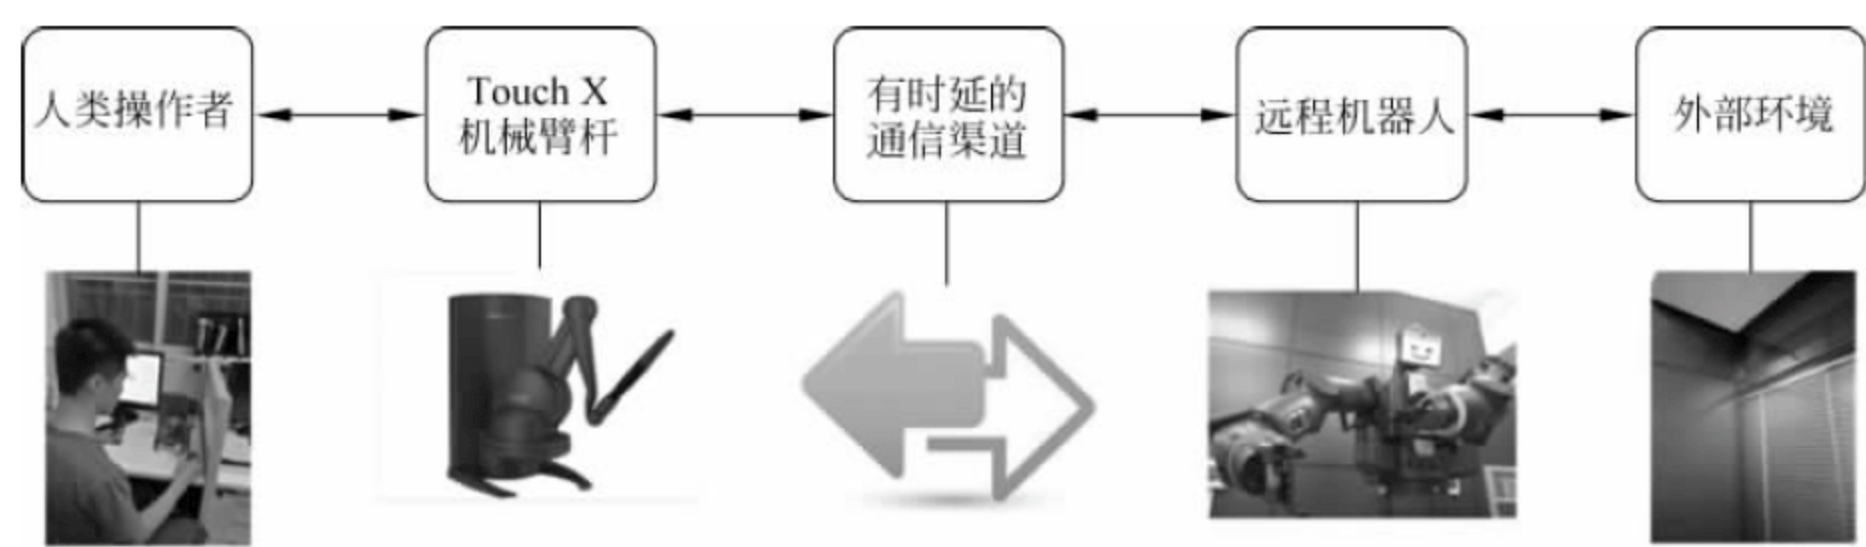 人类操作者
Touch X
机械臂杆
有时延的
通信渠道
远程机器人
外部环境